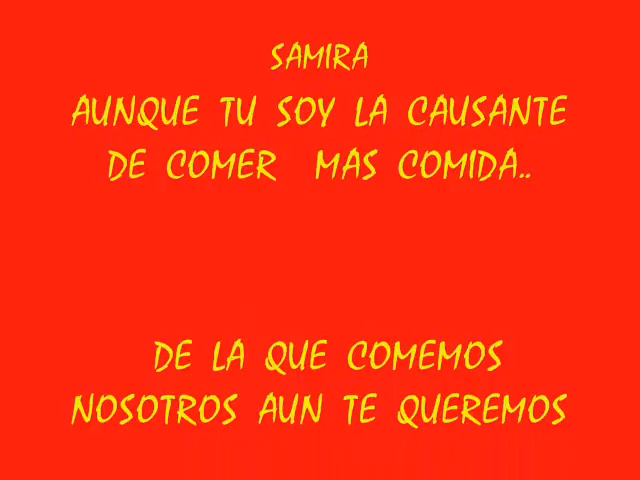 SAMIRA
AUNQUE TU SOY LA CAUSANTE
DE COMER MAS COMIDA..
DE LA QUE COMEMOS
NOSOTROS AUN TE QUEREMOS